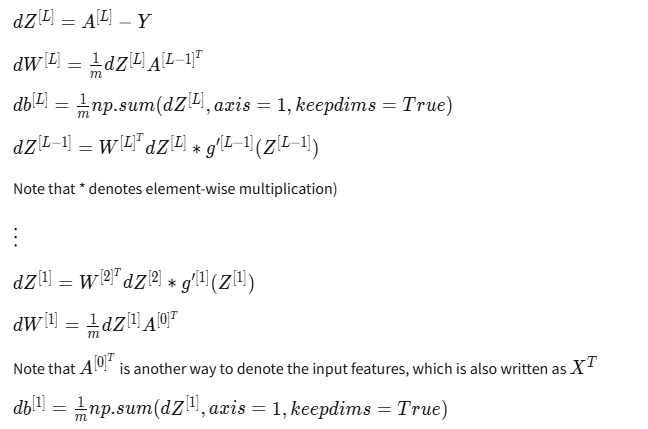 dZ^{[L]} = A^{[L]} − Y
dW^{[L]} = \frac{1}{m} dZ^{[L]} A^{[L−1]^T}
db^{[L]} = \frac{1}{m} np.sum(dZ^{[L]}, axis = 1, keepdims = True)
dZ^{[L−1]} = W^{[L]^T} dZ^{[L]} * g'^{[L−1]}(Z^{[L−1]})
Note that * denotes element-wise multiplication)
⋮
dZ^{[1]} = W^{[2]^T} dZ^{[2]} * g'^{[1]}(Z^{[1]})
dW^{[1]} = \frac{1}{m} dZ^{[1]} A^{[0]^T}
Note that A^{[0]^T} is another way to denote the input features, which is also written as X^T
db^{[1]} = \frac{1}{m} np.sum(dZ^{[1]}, axis = 1, keepdims = True)